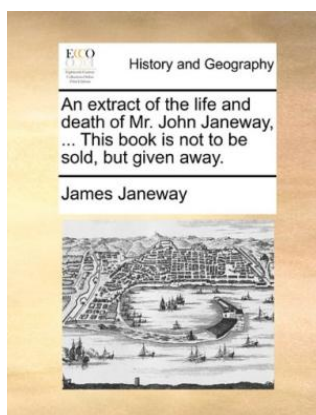 ECCO
History and Geography
An extract of the life and
death of Mr. John Janeway,
... This book is not to be
sold, but given away.
James Janeway